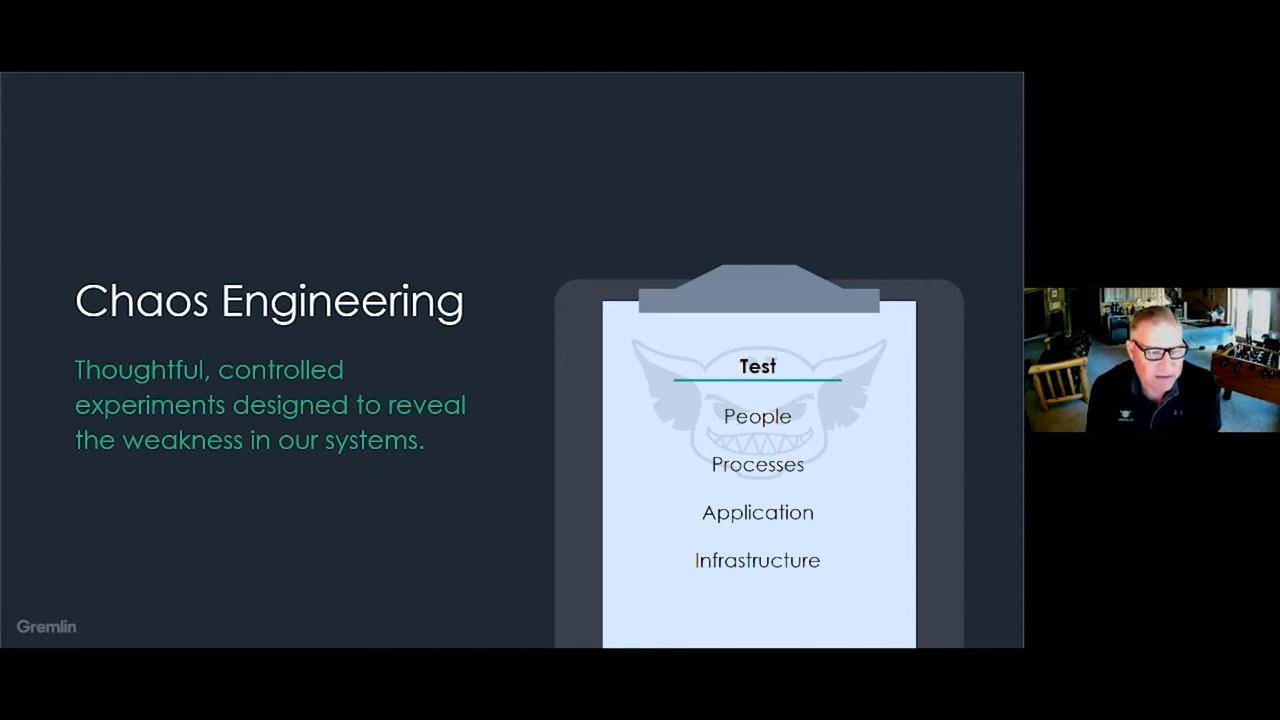 Chaos Engineering
Thoughtful, controlled
experiments designed to reveal
the weakness in our systems.
Test
People
Processes
Application
Infrastructure
Gremlin